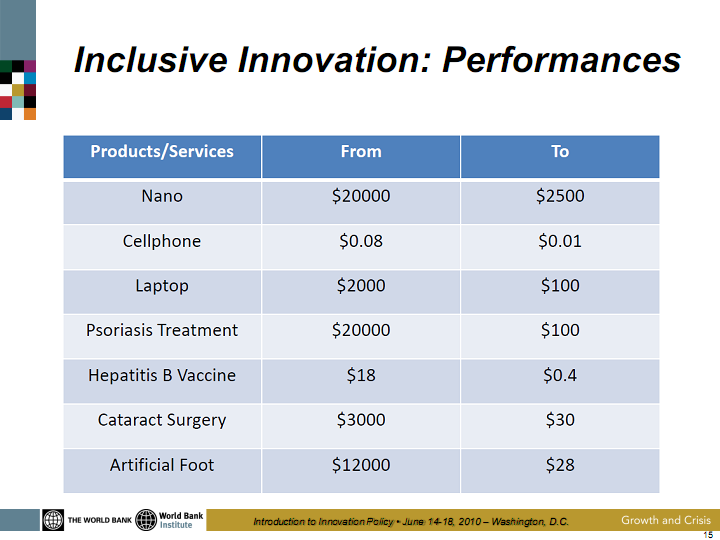 Inclusive Innovation: Performances
Products/Services From To
Nano $20000 $2500
Cellphone $0.08 $0.01
Laptop $2000 $100
Psoriasis Treatment $20000 $100
Hepatitis B Vaccine $18 $0.4
Cataract Surgery $3000 $30
Artificial Foot $12000 $28
THE WORLD BANK
World Bank
Institute
Introduction to Innovation Policy • June 14-18, 2010 – Washington, D.C.
Growth and Crisis
15